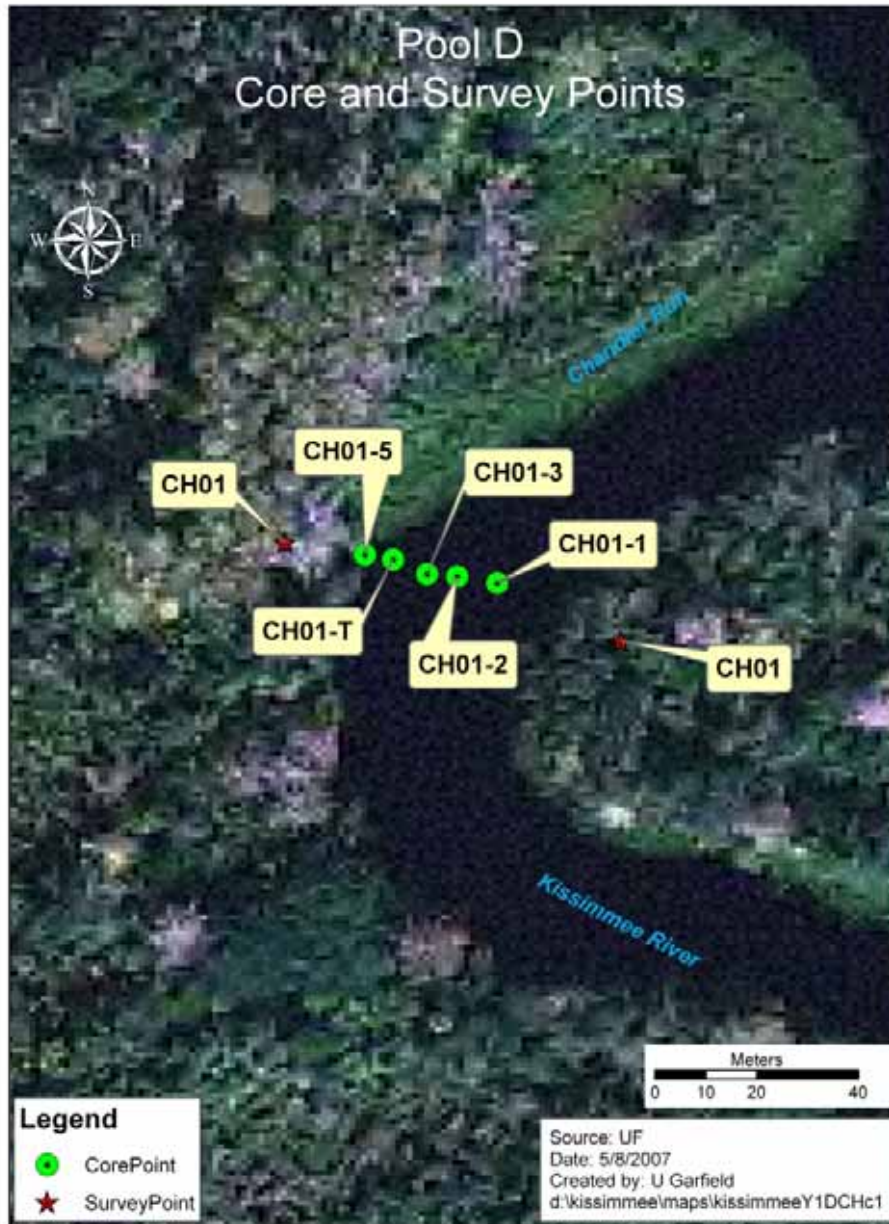 Pool D
Core and Survey Points
N
W E
S
Chandler Run
CH01-5
CH01-3
CH01
CH01-1
CH01-T
CH01-2
CH01
Kissimmee River
Meters
0 10 20 40
Legend
CorePoint
SurveyPoint
Source: UF
Date: 5/8/2007
Created by: U Garfield
d:\kissimmee\maps\kissimmeeY1DCHc1